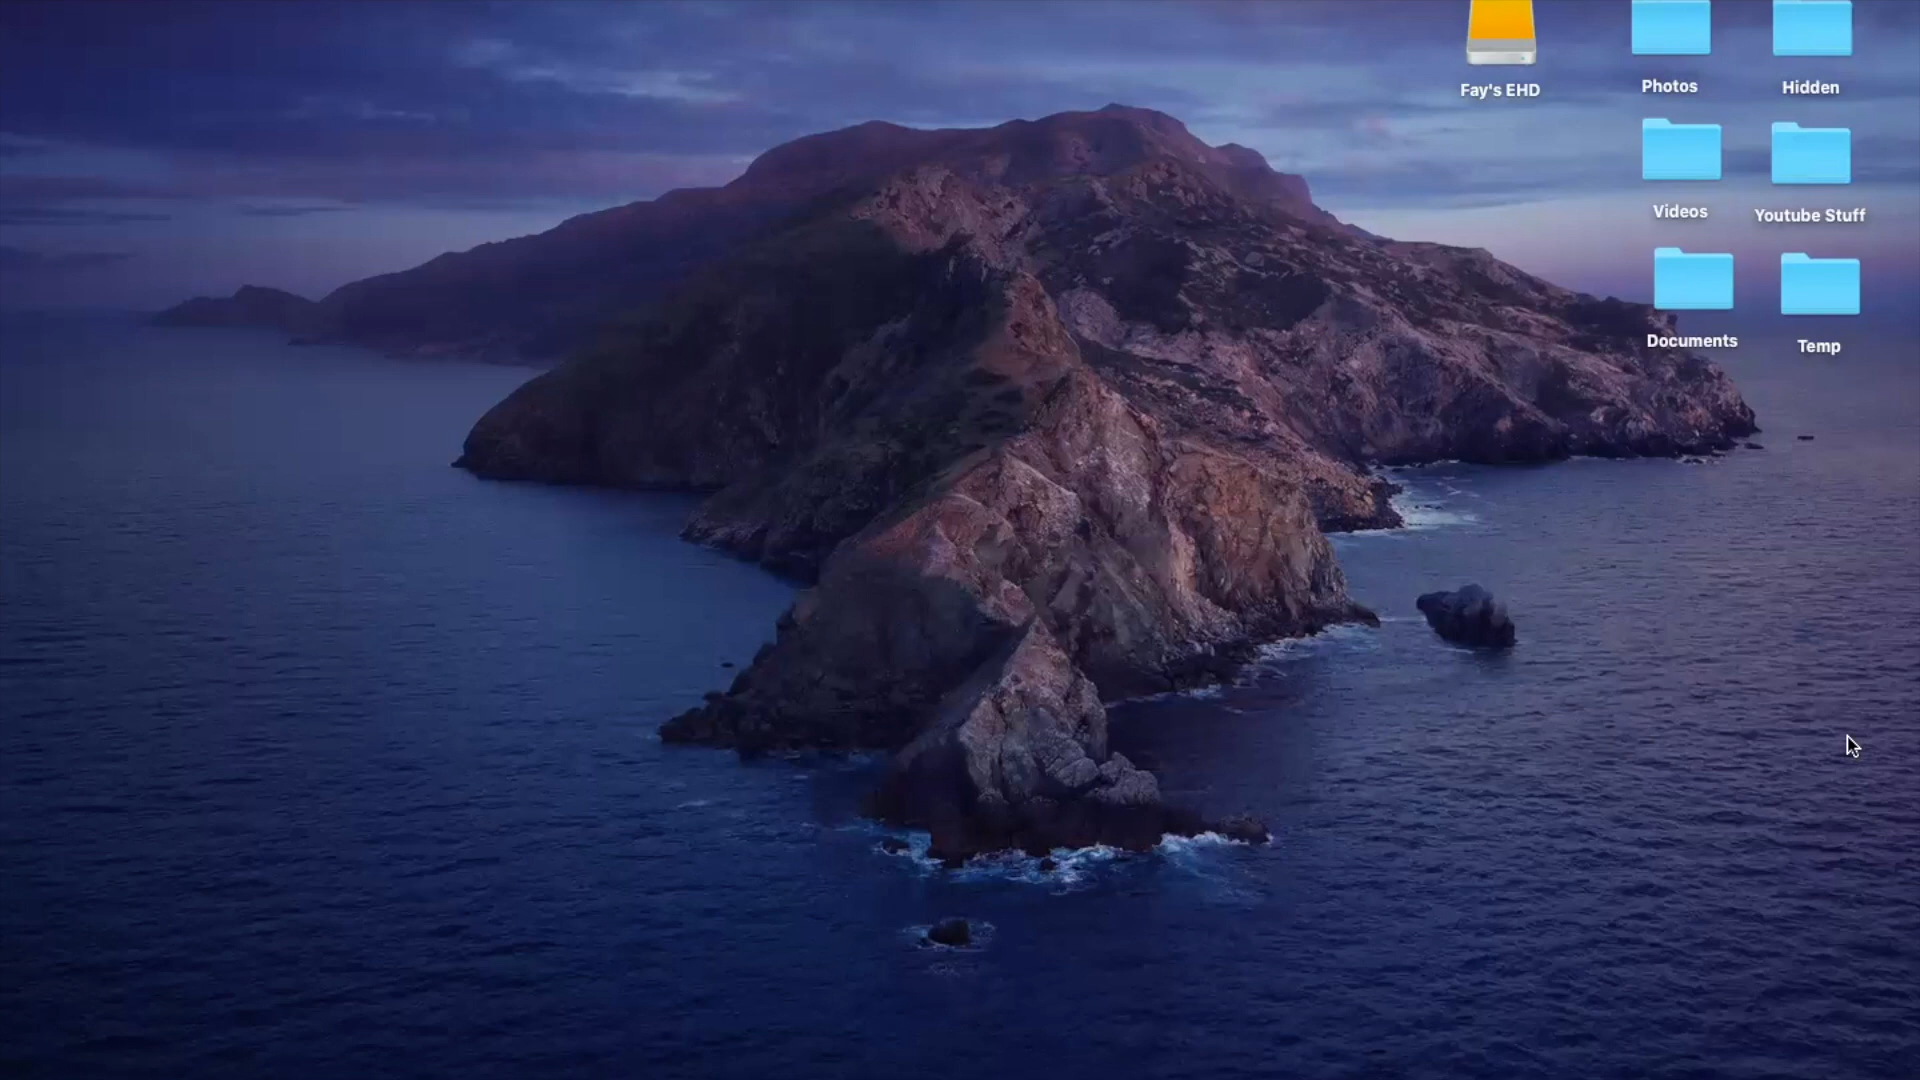 Fay's EHD
Photos
Hidden
Videos
Youtube Stuff
Documents
Temp